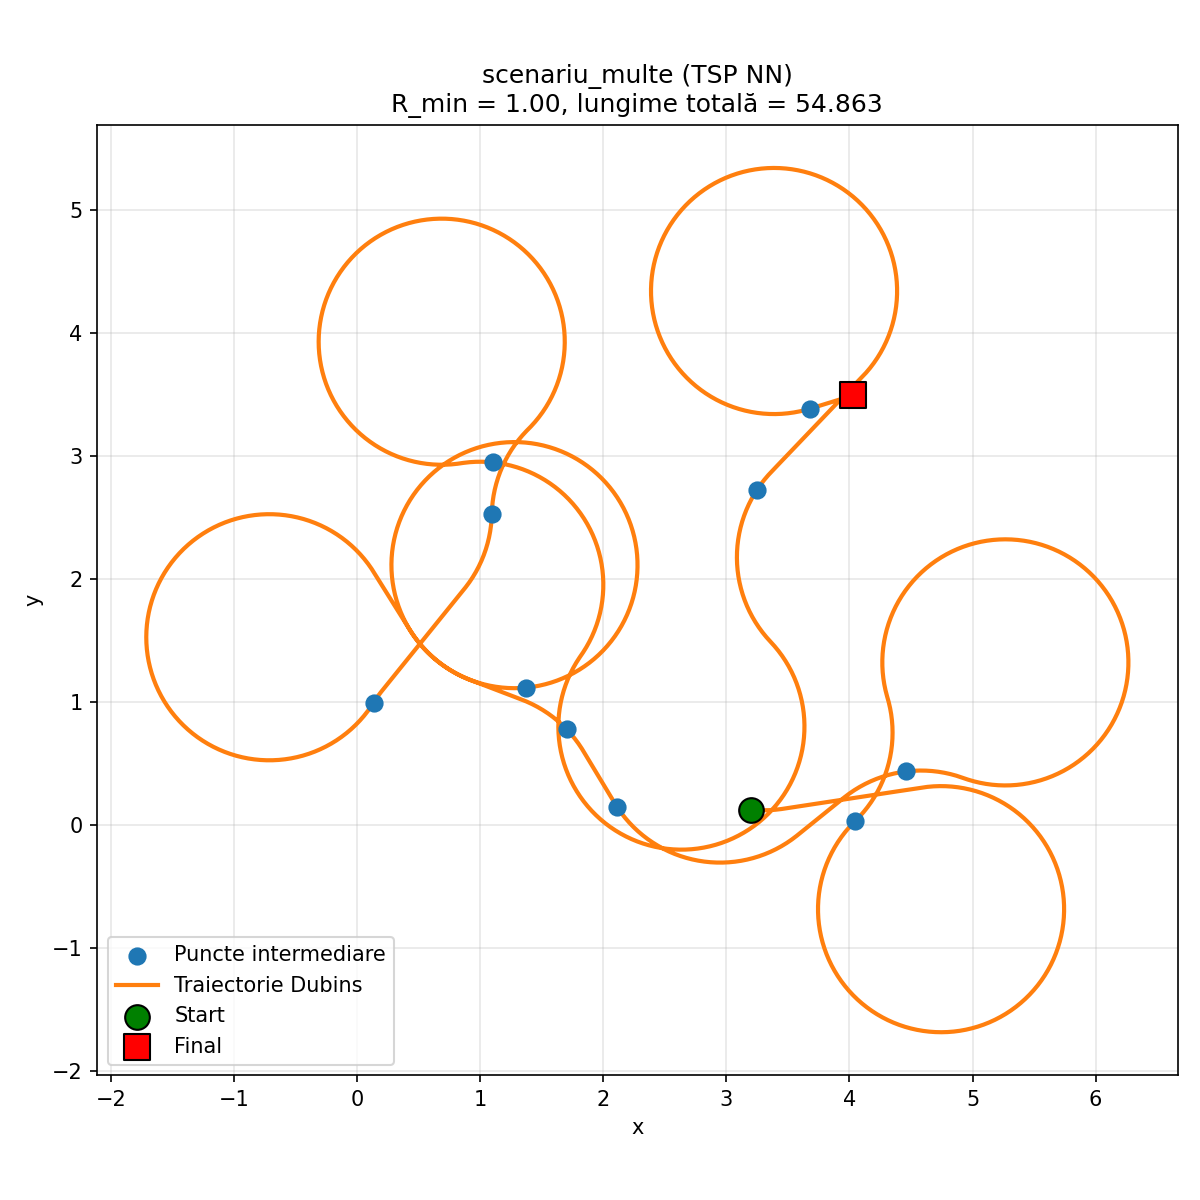 scenariu_multe (TSP NN)
R_min = 1.00, lungime totală = 54.863
y
5
4
3
2
1
0
−1
−2
Puncte intermediare
Traiectorie Dubins
Start
Final
−2 −1 0 1 2 3 4 5 6
x